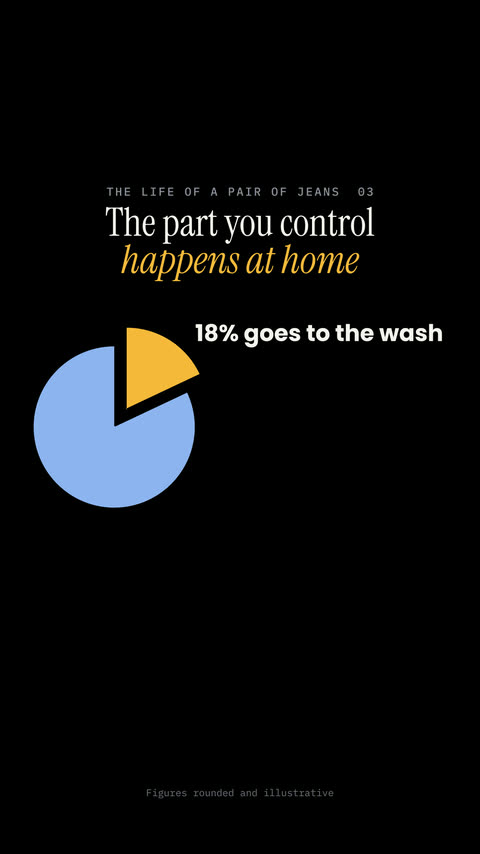 THE LIFE OF A PAIR OF JEANS 03
The part you control
happens at home
18% goes to the wash
Figures rounded and illustrative